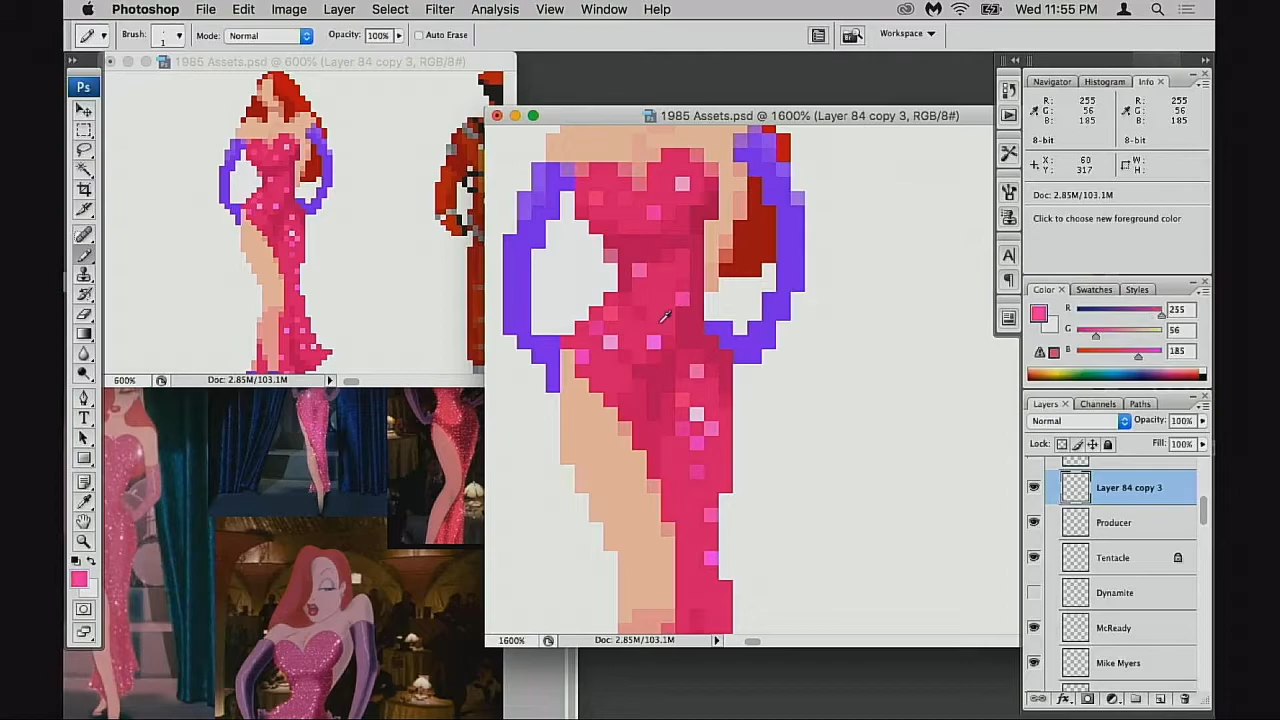 Photoshop File Edit Image Layer Select Filter Analysis View Window Help Wed 11:55 PM
Brush: 1 Mode: Normal Opacity: 100% Auto Erase Workspace
1985 Assets.psd @ 600% (Layer 84 copy 3, RGB/8#)
600% Doc: 2.85M/103.1M
1985 Assets.psd @ 1600% (Layer 84 copy 3, RGB/8#)
1600% Doc: 2.85M/103.1M
Ps
Navigator Histogram Info
R: 255 R:
G: 56 G:
B: 185 B:
8-bit 8-bit
X: 60 W:
Y: 317 H:
Doc: 2.85M/103.1M
Click to choose new foreground color
Color Swatches Styles
R 255
G 56
B 185
Layers Channels Paths
Normal Opacity: 100%
Lock: Fill: 100%
Layer 84 copy 3
Producer
Tentacle
Dynamite
McReady
Mike Myers